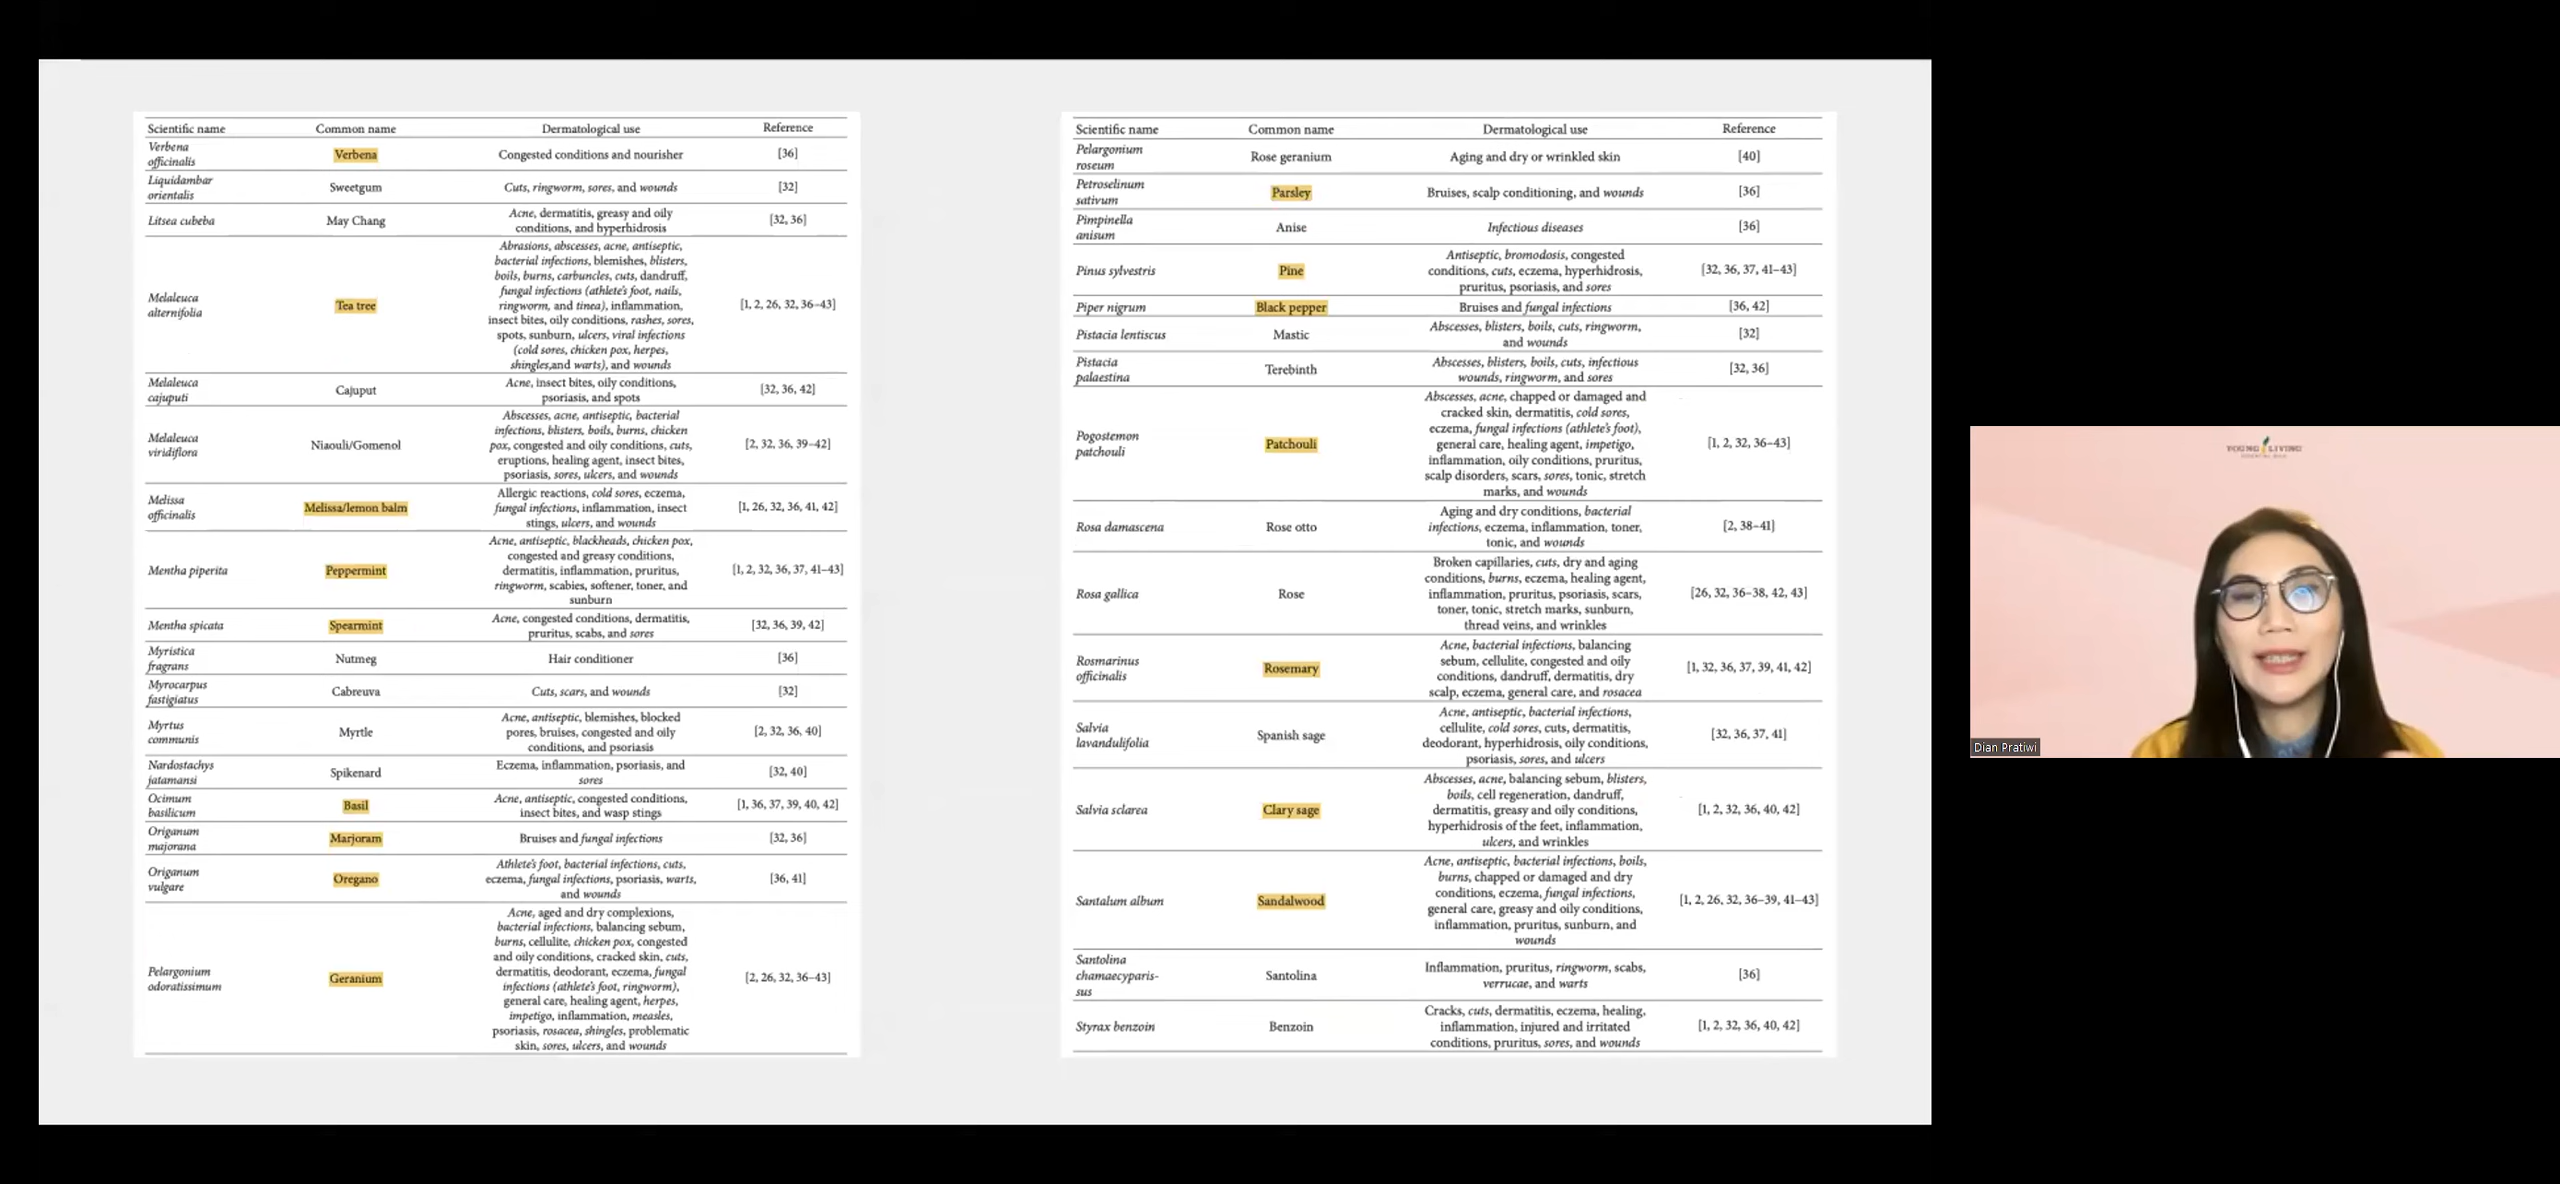 Scientific name Common name Dermatological use Reference
Verbena
officinalis
Verbena
Congested conditions and nourisher
[36]
Liquidambar
orientalis
Sweetgum
Cuts, ringworm, sores, and wounds
[32]
Litsea cubeba
May Chang
Acne, dermatitis, greasy and oily
conditions, and hyperhidrosis
[32, 36]
Melaleuca
alternifolia
Tea tree
Abrasions, abscesses, acne, antiseptic,
bacterial infections, blemishes, blisters,
boils, burns, carbuncles, cuts, dandruff,
fungal infections (athlete's foot, nails,
ringworm, and tinea), inflammation,
insect bites, oily conditions, rashes, sores,
spots, sunburn, ulcers, viral infections
(cold sores, chicken pox, herpes,
shingles,and warts), and wounds
[1, 2, 26, 32, 36–43]
Melaleuca
cajuputi
Cajuput
Acne, insect bites, oily conditions,
psoriasis, and spots
[32, 36, 42]
Melaleuca
viridiflora
Niaouli/Gomenol
Abscesses, acne, antiseptic, bacterial
infections, blisters, boils, burns, chicken
pox, congested and oily conditions, cuts,
eruptions, healing agent, insect bites,
psoriasis, sores, ulcers, and wounds
[2, 32, 36, 39–42]
Melissa
officinalis
Melissa/lemon balm
Allergic reactions, cold sores, eczema,
fungal infections, inflammation, insect
stings, ulcers, and wounds
[1, 26, 32, 36, 41, 42]
Mentha piperita
Peppermint
Acne, antiseptic, blackheads, chicken pox,
congested and greasy conditions,
dermatitis, inflammation, pruritus,
ringworm, scabies, softener, toner, and
sunburn
[1, 2, 32, 36, 37, 41–43]
Mentha spicata
Spearmint
Acne, congested conditions, dermatitis,
pruritus, scabs, and sores
[32, 36, 39, 42]
Myristica
fragrans
Nutmeg
Hair conditioner
[36]
Myrocarpus
fastigiatus
Cabreuva
Cuts, scars, and wounds
[32]
Myrtus
communis
Myrtle
Acne, antiseptic, blemishes, blocked
pores, bruises, congested and oily
conditions, and psoriasis
[2, 32, 36, 40]
Nardostachys
jatamansi
Spikenard
Eczema, inflammation, psoriasis, and
sores
[32, 40]
Ocimum
basilicum
Basil
Acne, antiseptic, congested conditions,
insect bites, and wasp stings
[1, 36, 37, 39, 40, 42]
Origanum
majorana
Marjoram
Bruises and fungal infections
[32, 36]
Origanum
vulgare
Oregano
Athlete's foot, bacterial infections, cuts,
eczema, fungal infections, psoriasis, warts,
and wounds
[36, 41]
Pelargonium
odoratissimum
Geranium
Acne, aged and dry complexions,
bacterial infections, balancing sebum,
burns, cellulite, chicken pox, congested
and oily conditions, cracked skin, cuts,
dermatitis, deodorant, eczema, fungal
infections (athlete's foot, ringworm),
general care, healing agent, herpes,
impetigo, inflammation, measles,
psoriasis, rosacea, shingles, problematic
skin, sores, ulcers, and wounds
[2, 26, 32, 36–43]
Scientific name Common name Dermatological use Reference
Pelargonium
roseum
Rose geranium
Aging and dry or wrinkled skin
[40]
Petroselinum
sativum
Parsley
Bruises, scalp conditioning, and wounds
[36]
Pimpinella
anisum
Anise
Infectious diseases
[36]
Pinus sylvestris
Pine
Antiseptic, bromodosis, congested
conditions, cuts, eczema, hyperhidrosis,
pruritus, psoriasis, and sores
[32, 36, 37, 41–43]
Piper nigrum
Black pepper
Bruises and fungal infections
[36, 42]
Pistacia lentiscus
Mastic
Abscesses, blisters, boils, cuts, ringworm,
and wounds
[32]
Pistacia
palaestina
Terebinth
Abscesses, blisters, boils, cuts, infectious
wounds, ringworm, and sores
[32, 36]
Pogostemon
patchouli
Patchouli
Abscesses, acne, chapped or damaged and
cracked skin, dermatitis, cold sores,
eczema, fungal infections (athlete's foot),
general care, healing agent, impetigo,
inflammation, oily conditions, pruritus,
scalp disorders, scars, sores, tonic, stretch
marks, and wounds
[1, 2, 32, 36–43]
Rosa damascena
Rose otto
Aging and dry conditions, bacterial
infections, eczema, inflammation, toner,
tonic, and wounds
[2, 38–41]
Rosa gallica
Rose
Broken capillaries, cuts, dry and aging
conditions, burns, eczema, healing agent,
inflammation, pruritus, psoriasis, scars,
toner, tonic, stretch marks, sunburn,
thread veins, and wrinkles
[26, 32, 36–38, 42, 43]
Rosmarinus
officinalis
Rosemary
Acne, bacterial infections, balancing
sebum, cellulite, congested and oily
conditions, dandruff, dermatitis, dry
scalp, eczema, general care, and rosacea
[1, 32, 36, 37, 39, 41, 42]
Salvia
lavandulifolia
Spanish sage
Acne, antiseptic, bacterial infections,
cellulite, cold sores, cuts, dermatitis,
deodorant, hyperhidrosis, oily conditions,
psoriasis, sores, and ulcers
[32, 36, 37, 41]
Salvia sclarea
Clary sage
Abscesses, acne, balancing sebum, blisters,
boils, cell regeneration, dandruff,
dermatitis, greasy and oily conditions,
hyperhidrosis of the feet, inflammation,
ulcers, and wrinkles
[1, 2, 32, 36, 40, 42]
Santalum album
Sandalwood
Acne, antiseptic, bacterial infections, boils,
burns, chapped or damaged and dry
conditions, eczema, fungal infections,
general care, greasy and oily conditions,
inflammation, pruritus, sunburn, and
wounds
[1, 2, 26, 32, 36–39, 41–43]
Santolina
chamaecyparis-
sus
Santolina
Inflammation, pruritus, ringworm, scabs,
verrucae, and warts
[36]
Styrax benzoin
Benzoin
Cracks, cuts, dermatitis, eczema, healing,
inflammation, injured and irritated
conditions, pruritus, sores, and wounds
[1, 2, 32, 36, 40, 42]
YOUNG LIVING
Dian Pratiwi